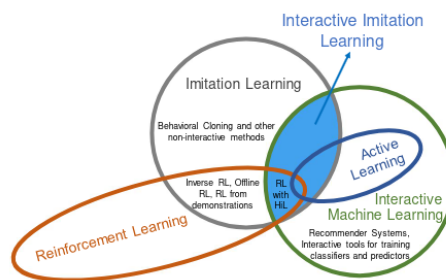 Interactive Imitation
Learning
Imitation Learning
Behavioral Cloning and other
non-interactive methods
Active
Learning
Inverse RL, Offline
RL, RL from
demonstrations
RL
with
HiL
Interactive
Machine Learning
Reinforcement Learning
Recommender Systems,
Interactive tools for training
classifiers and predictors